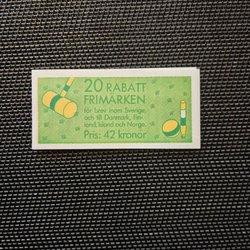 20 RABATT
FRIMÄRKEN
för brev inom Sverige
och till Danmark, Fin-
land, Island och Norge.
Pris: 42 kronor